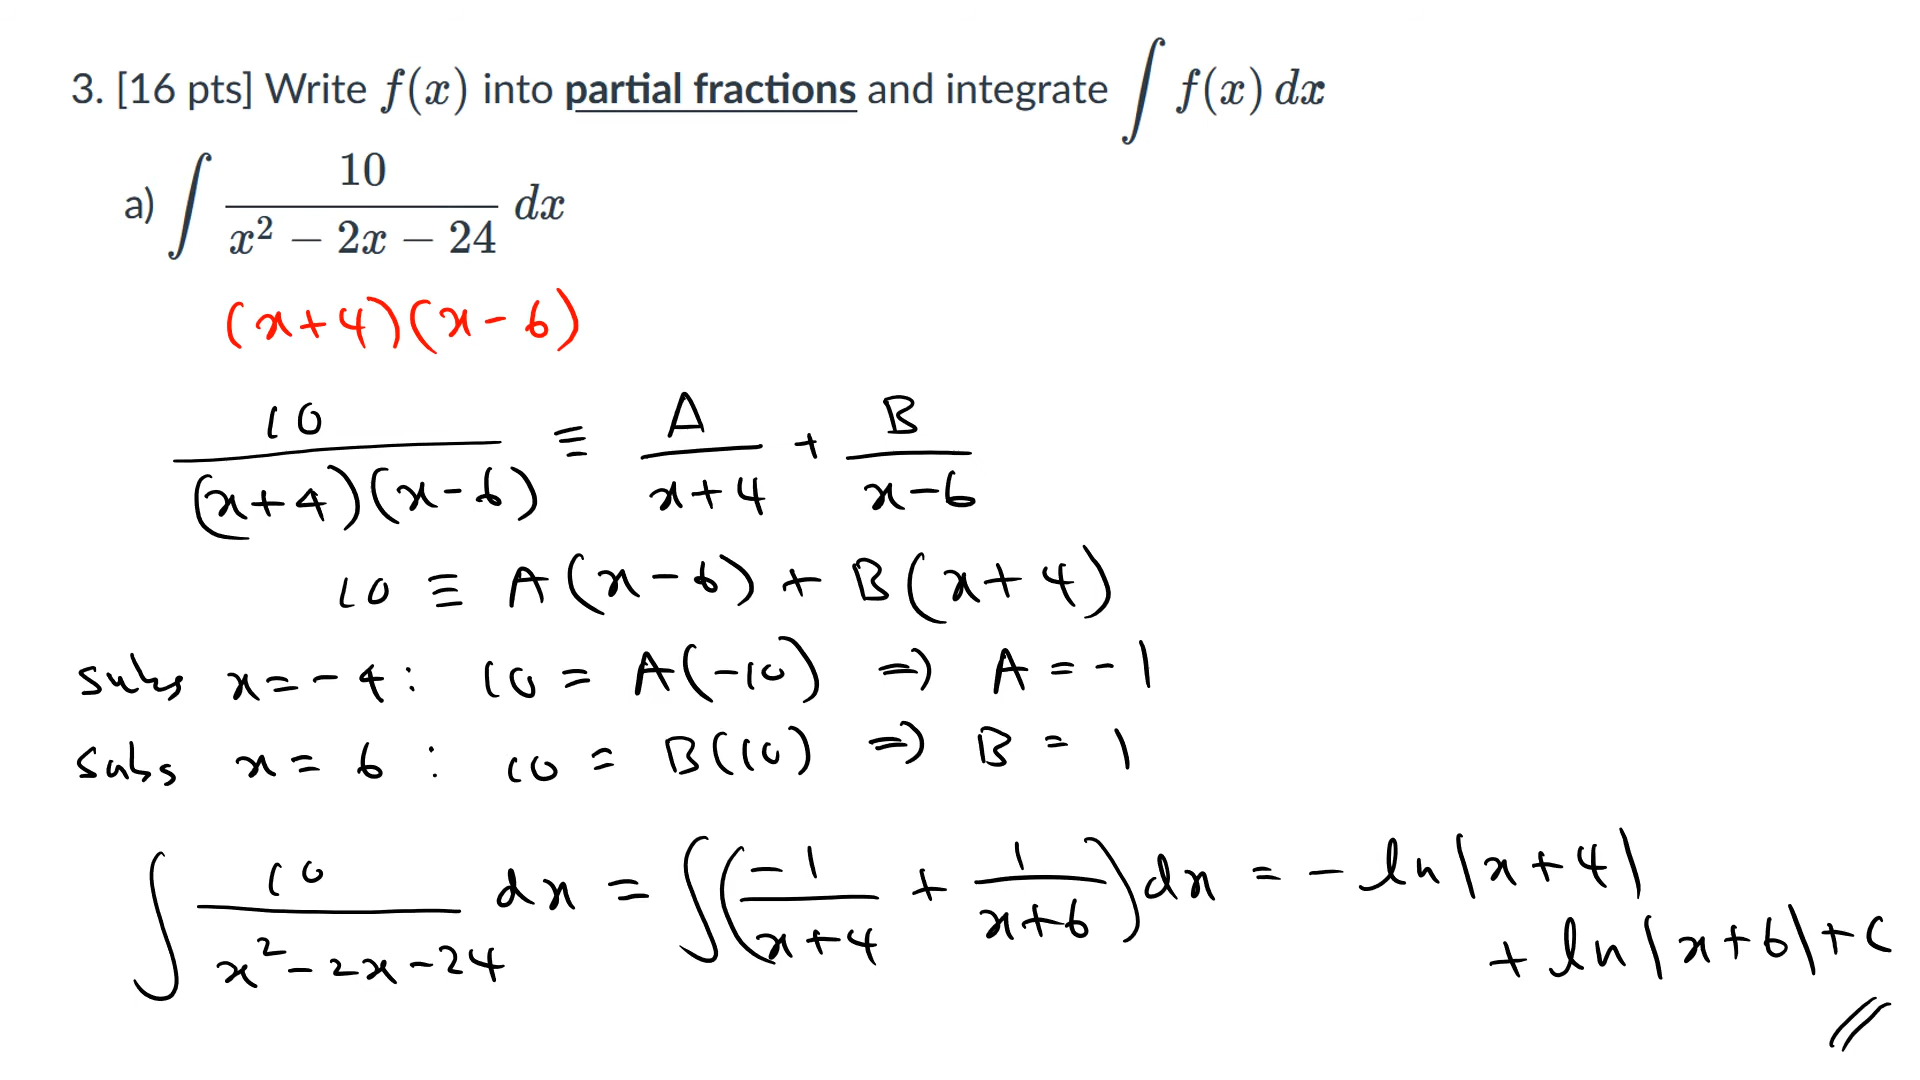 3. [16 pts] Write f(x) into partial fractions and integrate ∫ f(x) dx
a) ∫ 10/(x² − 2x − 24) dx
(x+4)(x-6)
10/((x+4)(x-6)) ≡ A/(x+4) + B/(x-6)
10 ≡ A(x-6) + B(x+4)
subs x=-4: 10 = A(-10) ⇒ A = -1
subs x=6: 10 = B(10) ⇒ B = 1
∫ 10/(x²-2x-24) dx = ∫(-1/(x+4) + 1/(x+6))dx = -ln|x+4|
+ ln|x+6|+C